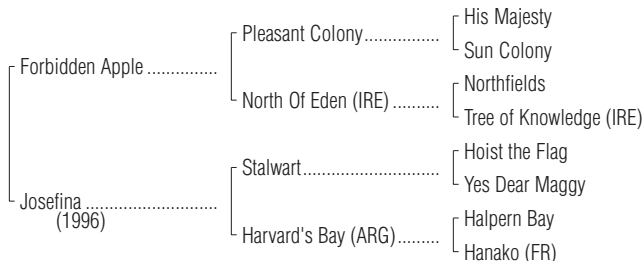 His Majesty
Pleasant Colony..................
Sun Colony
Forbidden Apple ...............
Northfields
North Of Eden (IRE) ..........
Tree of Knowledge (IRE)
Hoist the Flag
Stalwart.............................
Yes Dear Maggy
Josefina ............................
(1996)
Halpern Bay
Harvard's Bay (ARG).........
Hanako (FR)